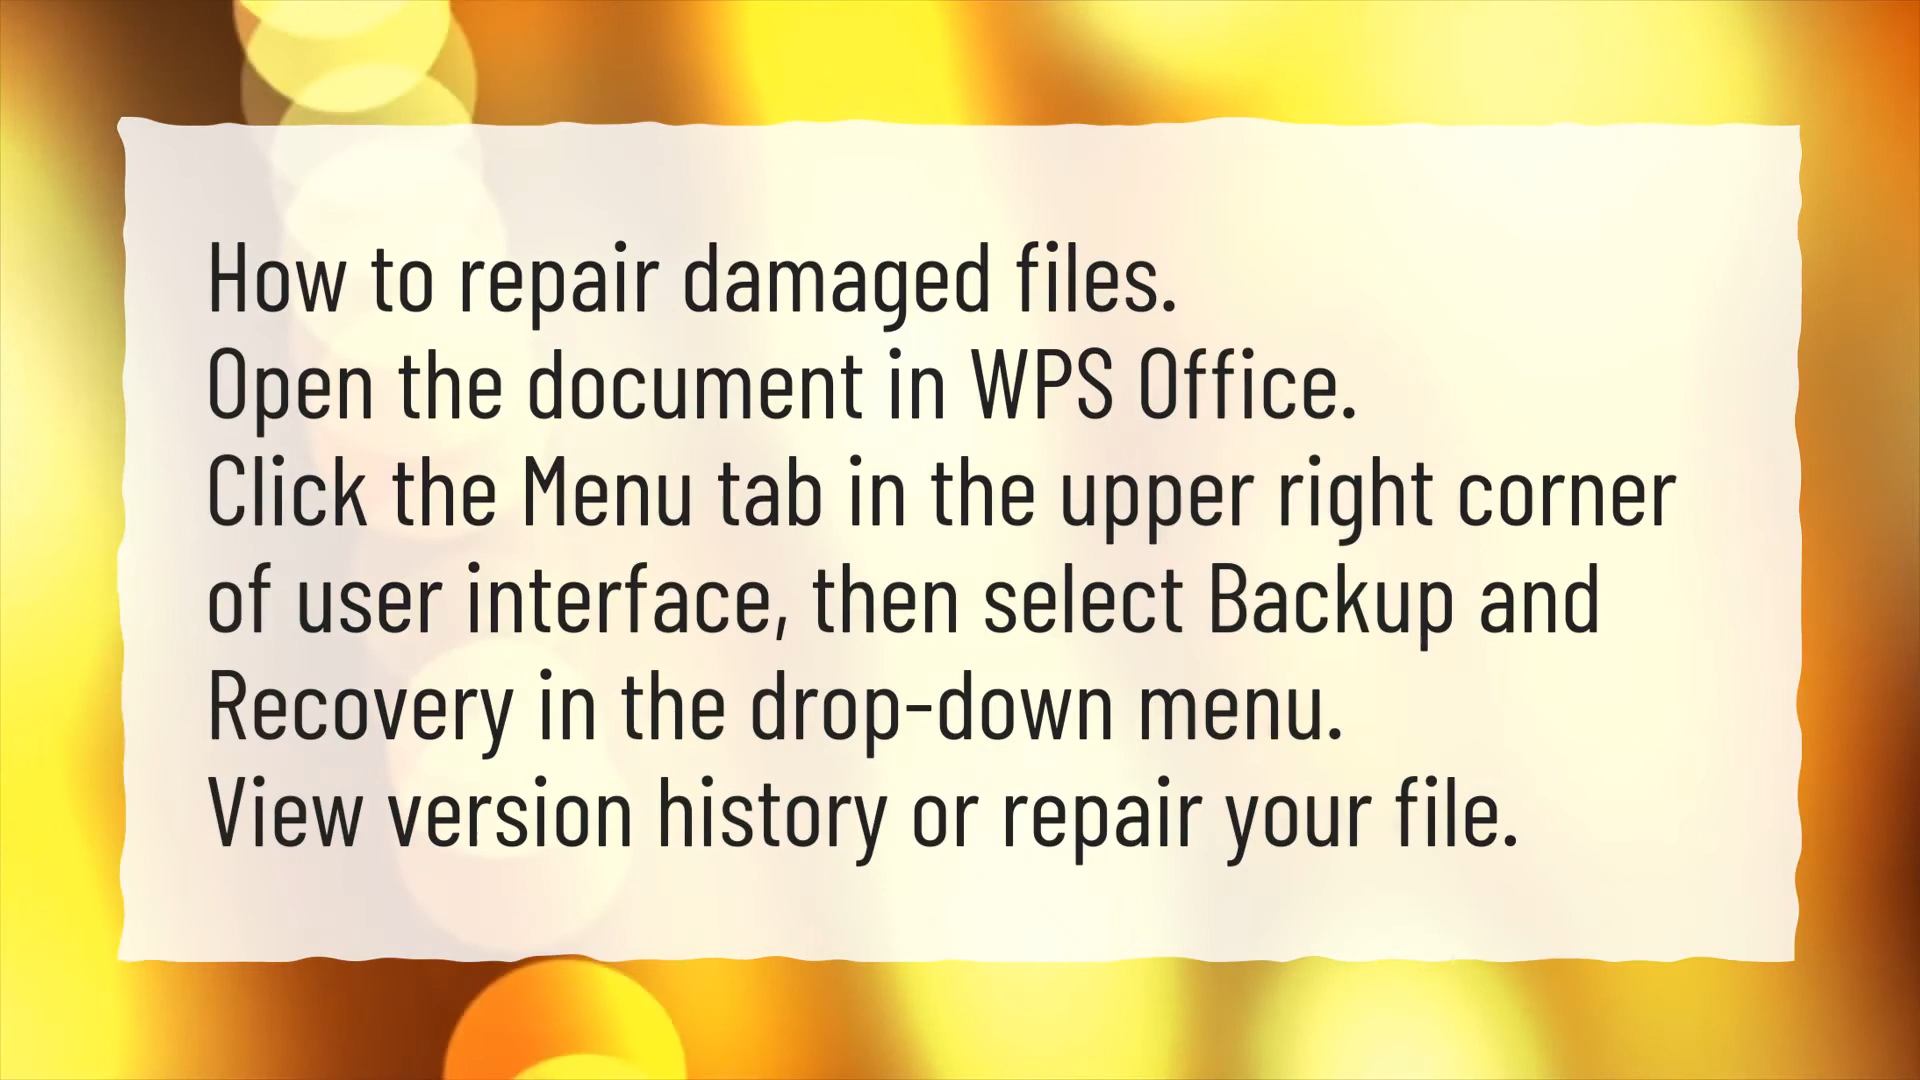 How to repair damaged files.
Open the document in WPS Office.
Click the Menu tab in the upper right corner
of user interface, then select Backup and
Recovery in the drop-down menu.
View version history or repair your file.